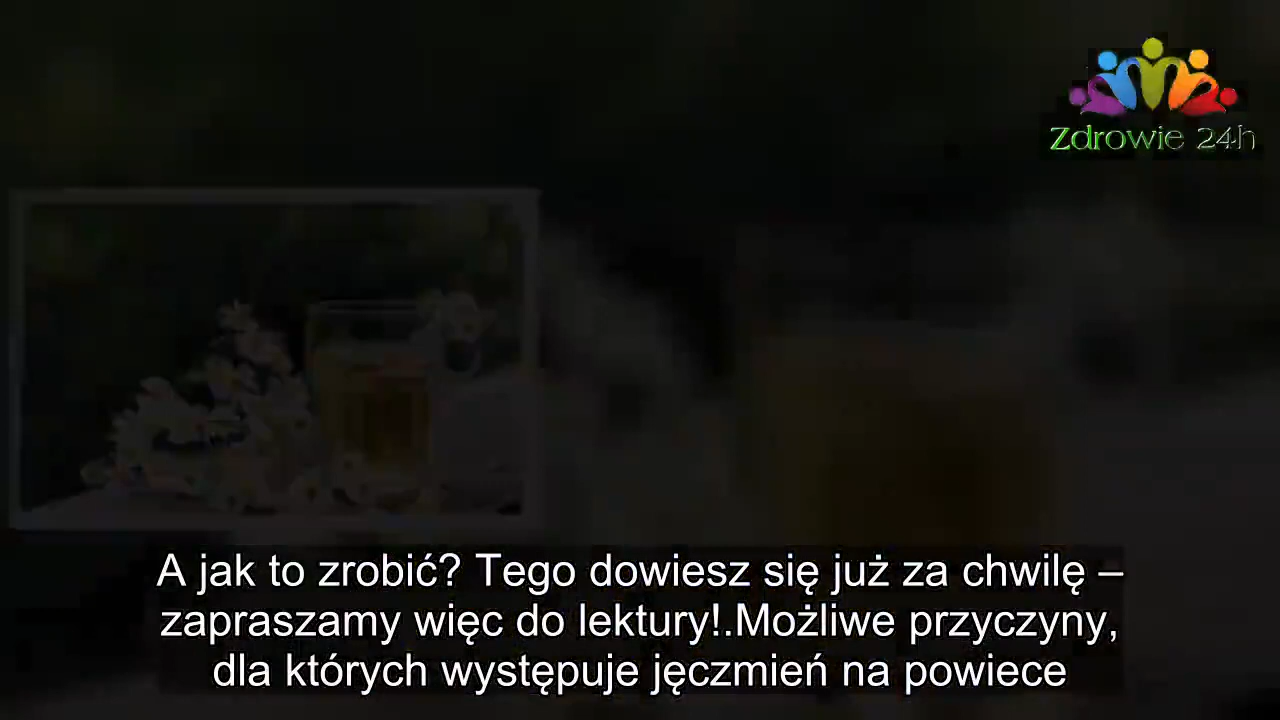 Zdrowie 24h
A jak to zrobić? Tego dowiesz się już za chwilę –
zapraszamy więc do lektury!.Możliwe przyczyny,
dla których występuje jęczmień na powiece